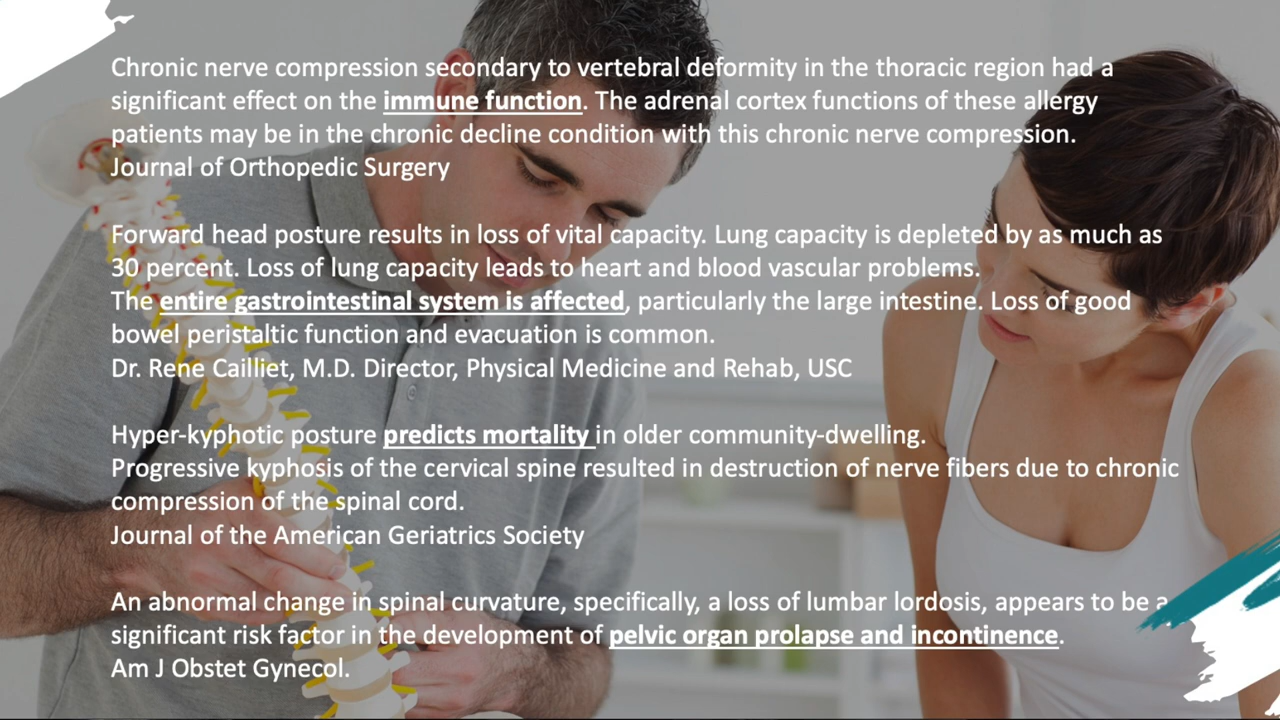 Chronic nerve compression secondary to vertebral deformity in the thoracic region had a
significant effect on the immune function. The adrenal cortex functions of these allergy
patients may be in the chronic decline condition with this chronic nerve compression.
Journal of Orthopedic Surgery
Forward head posture results in loss of vital capacity. Lung capacity is depleted by as much as
30 percent. Loss of lung capacity leads to heart and blood vascular problems.
The entire gastrointestinal system is affected, particularly the large intestine. Loss of good
bowel peristaltic function and evacuation is common.
Dr. Rene Cailliet, M.D. Director, Physical Medicine and Rehab, USC
Hyper-kyphotic posture predicts mortality in older community-dwelling.
Progressive kyphosis of the cervical spine resulted in destruction of nerve fibers due to chronic
compression of the spinal cord.
Journal of the American Geriatrics Society
An abnormal change in spinal curvature, specifically, a loss of lumbar lordosis, appears to be a
significant risk factor in the development of pelvic organ prolapse and incontinence.
Am J Obstet Gynecol.